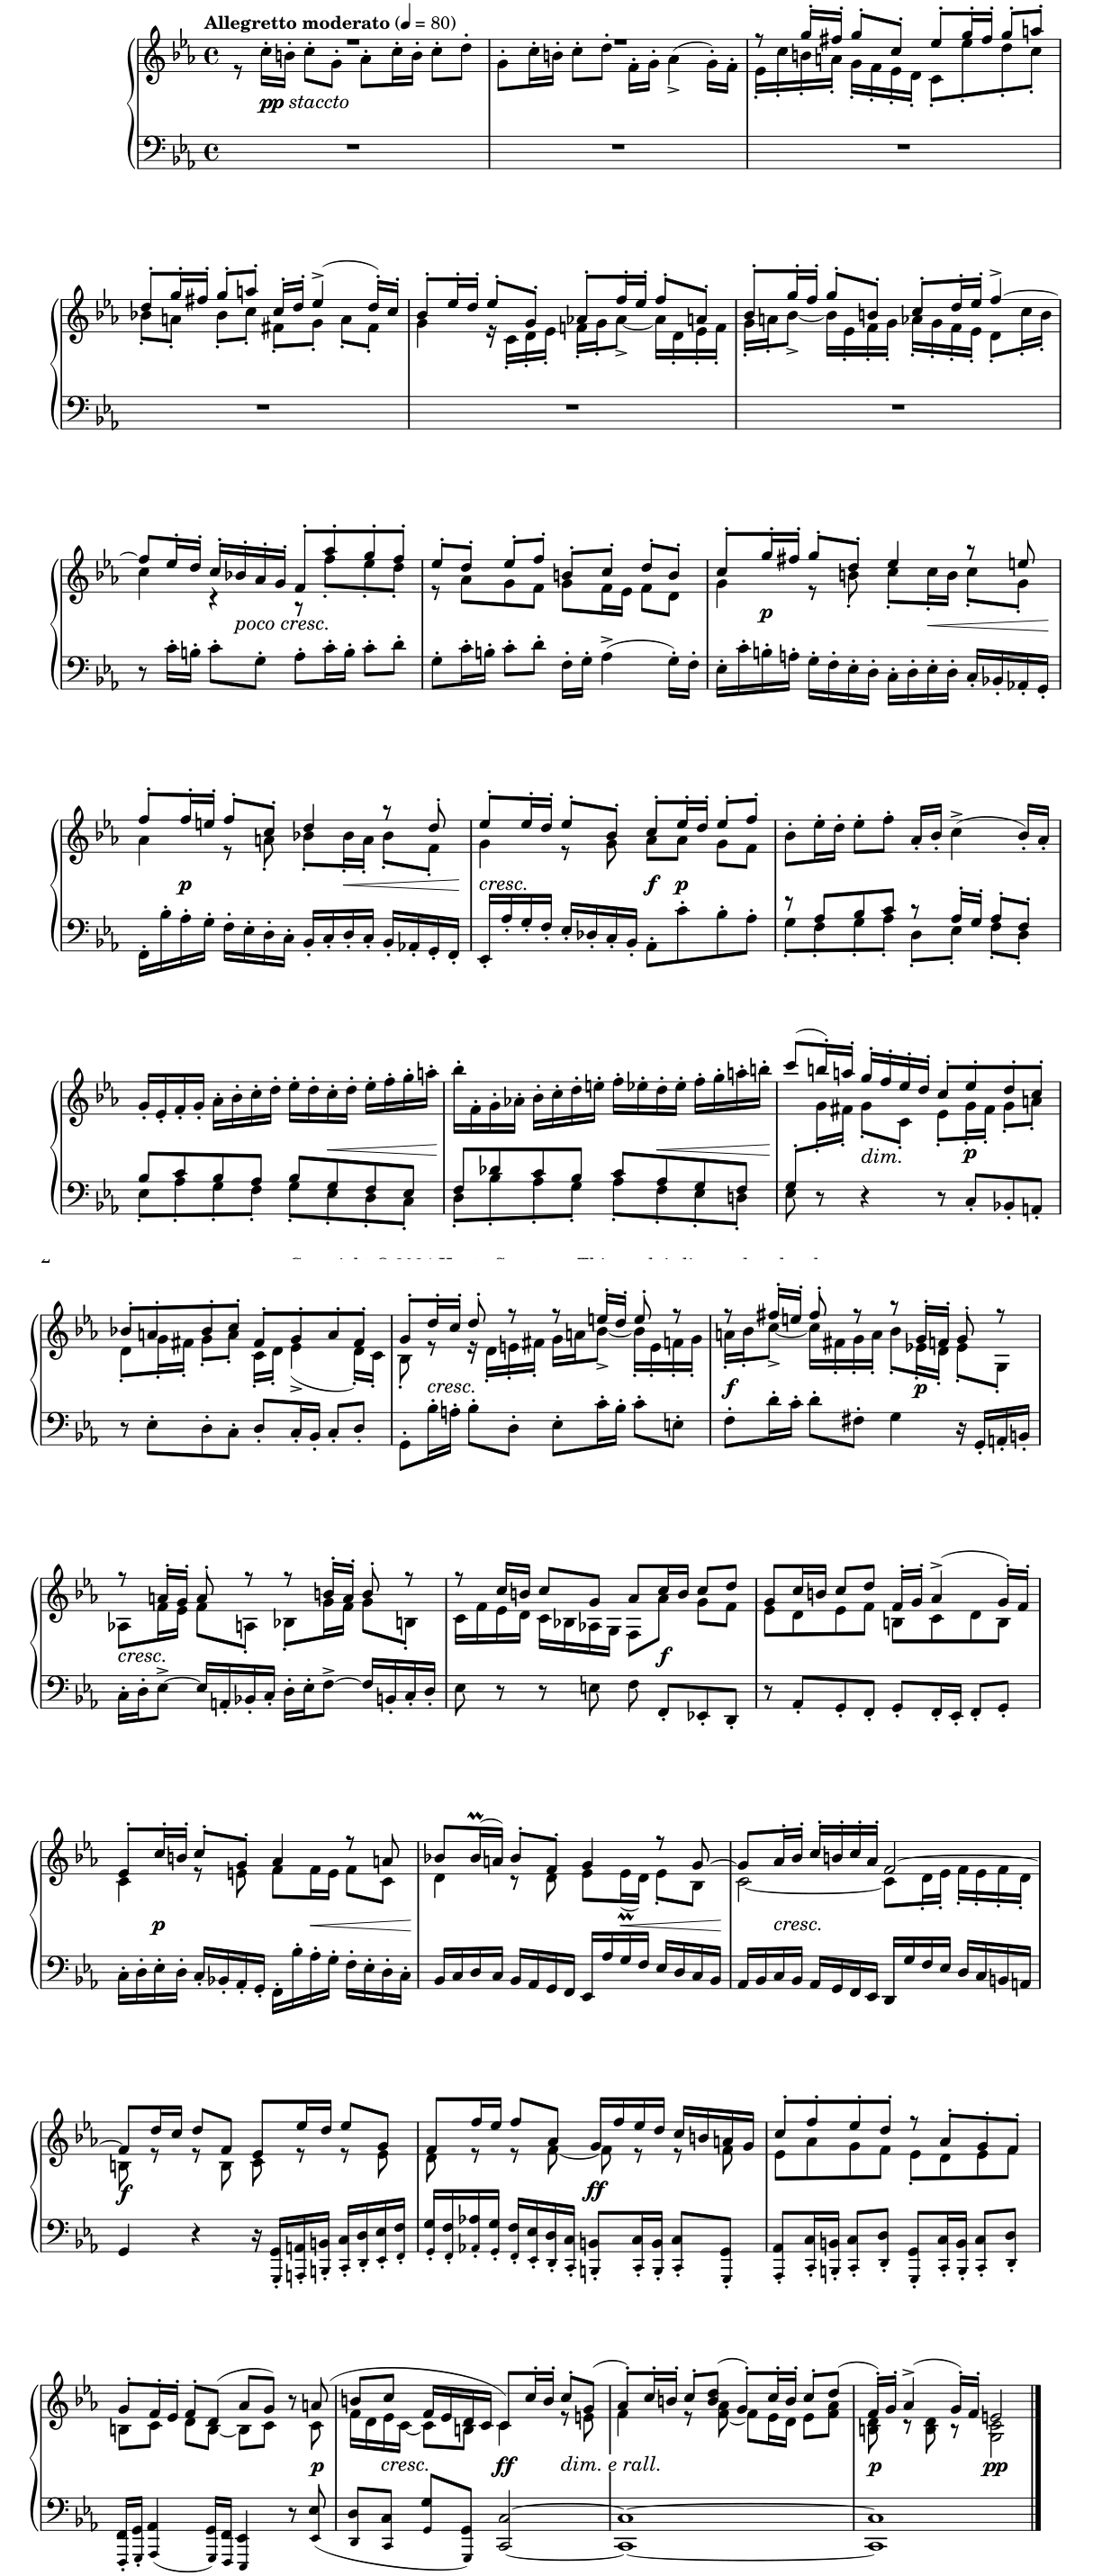 Allegretto moderato (♩ = 80)
pp staccto
poco cresc.
p
p
cresc.
f
p
dim.
p
cresc.
f
p
cresc.
f
p
cresc.
f
ff
p
cresc.
ff
dim. e rall.
p
pp